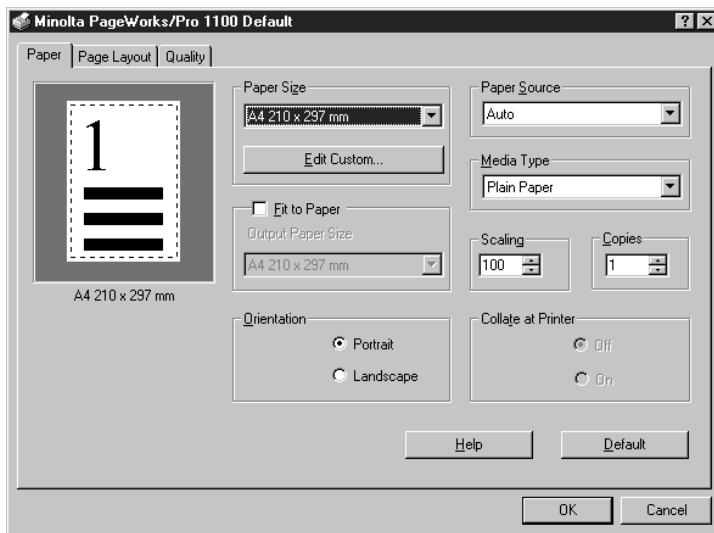 Minolta PageWorks/Pro 1100 Default
Paper
Page Layout
Quality
1
A4 210 x 297 mm
Paper Size
A4 210 x 297 mm
Edit Custom...
Fit to Paper
Output Paper Size
A4 210 x 297 mm
Orientation
Portrait
Landscape
Paper Source
Auto
Media Type
Plain Paper
Scaling
100
Copies
1
Collate at Printer
Off
On
Help
Default
OK
Cancel